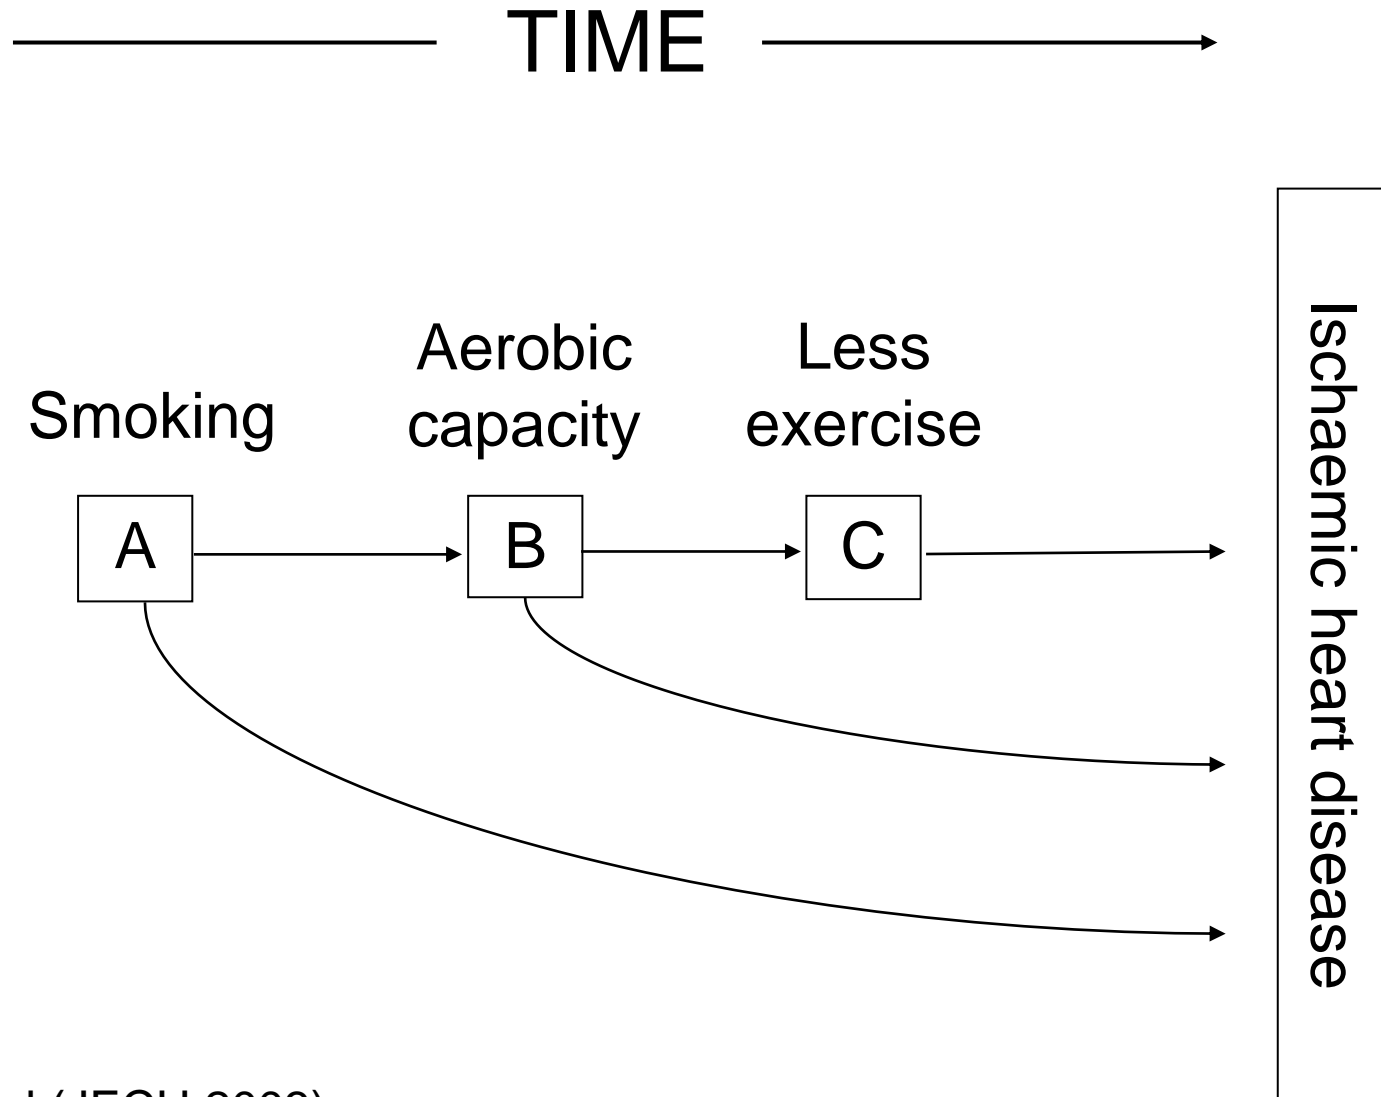 TIME
Smoking
Aerobic
capacity
Less
exercise
A
B
C
Ischaemic heart disease